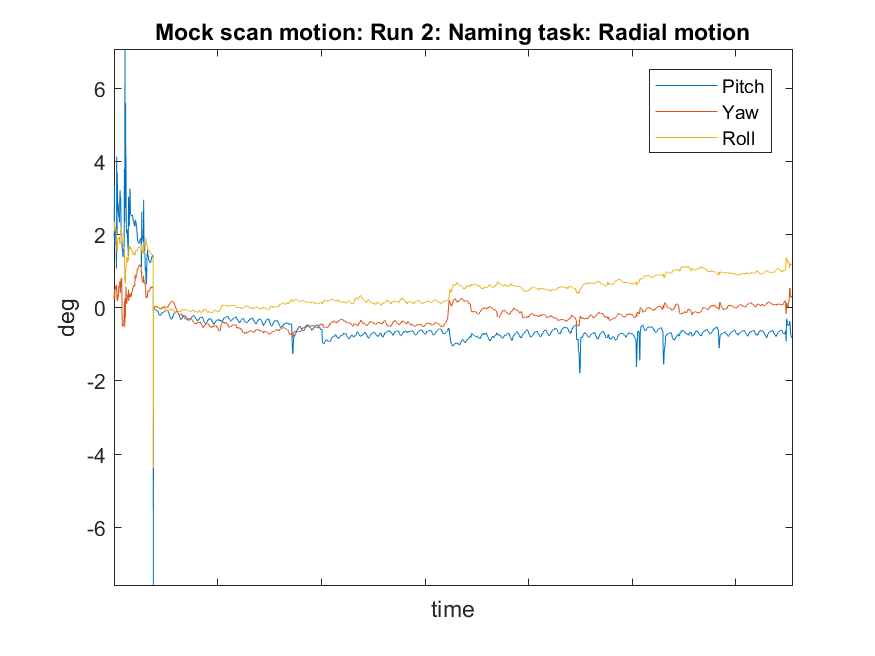 Mock scan motion: Run 2: Naming task: Radial motion
Pitch
Yaw
Roll
6
4
2
0
-2
-4
-6
deg
time